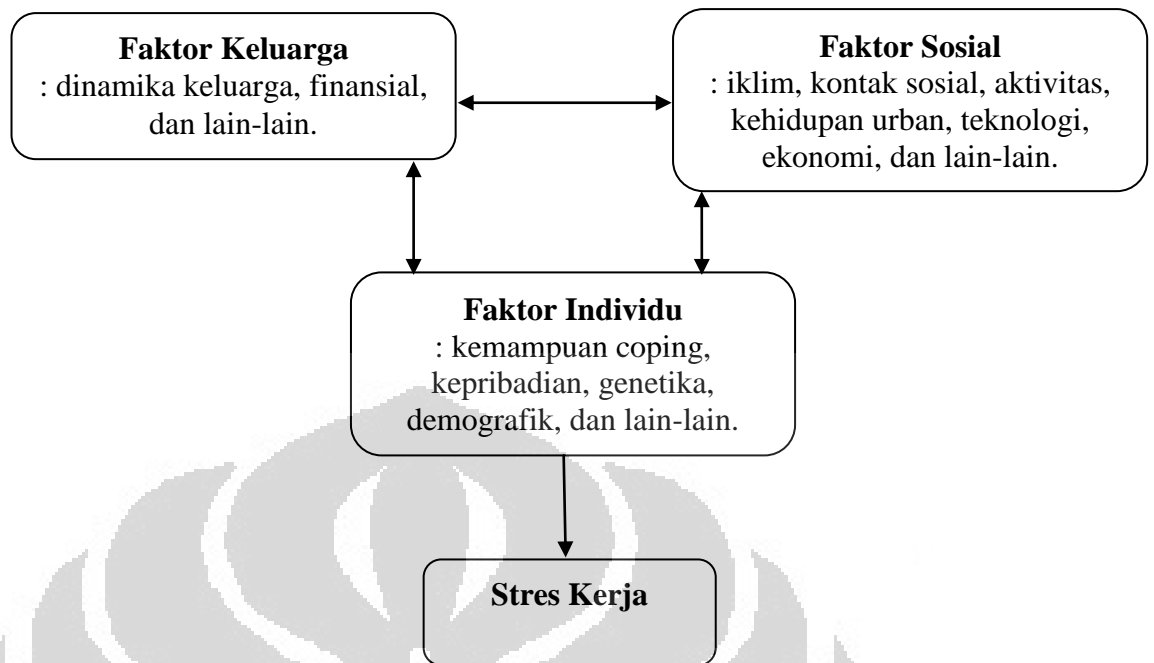 Faktor Keluarga
: dinamika keluarga, finansial,
dan lain-lain.
Faktor Sosial
: iklim, kontak sosial, aktivitas,
kehidupan urban, teknologi,
ekonomi, dan lain-lain.
Faktor Individu
: kemampuan coping,
kepribadian, genetika,
demografik, dan lain-lain.
Stres Kerja